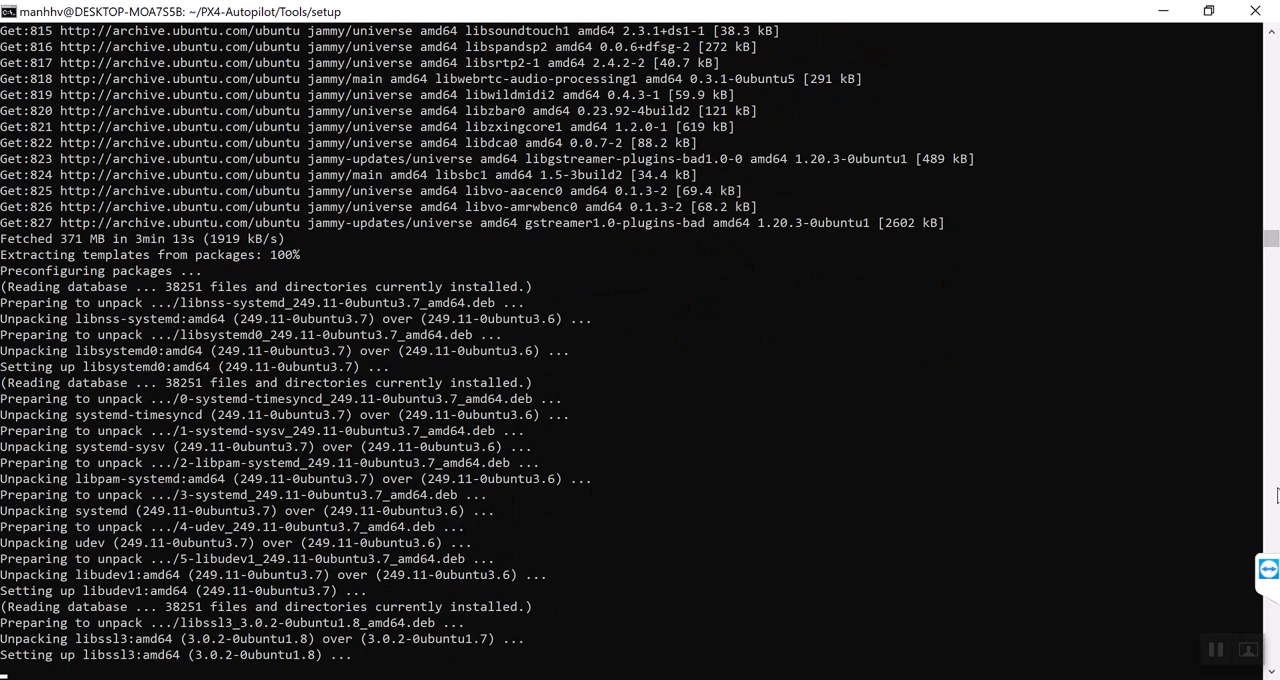 manhhv@DESKTOP-MOA7S5B: ~/PX4-Autopilot/Tools/setup
Get:815 http://archive.ubuntu.com/ubuntu jammy/universe amd64 libsoundtouch1 amd64 2.3.1+ds1-1 [38.3 kB]
Get:816 http://archive.ubuntu.com/ubuntu jammy/universe amd64 libspandsp2 amd64 0.0.6+dfsg-2 [272 kB]
Get:817 http://archive.ubuntu.com/ubuntu jammy/universe amd64 libsrtp2-1 amd64 2.4.2-2 [40.7 kB]
Get:818 http://archive.ubuntu.com/ubuntu jammy/main amd64 libwebrtc-audio-processing1 amd64 0.3.1-0ubuntu5 [291 kB]
Get:819 http://archive.ubuntu.com/ubuntu jammy/universe amd64 libwildmidi2 amd64 0.4.3-1 [59.9 kB]
Get:820 http://archive.ubuntu.com/ubuntu jammy/universe amd64 libzbar0 amd64 0.23.92-4build2 [121 kB]
Get:821 http://archive.ubuntu.com/ubuntu jammy/universe amd64 libzxingcore1 amd64 1.2.0-1 [619 kB]
Get:822 http://archive.ubuntu.com/ubuntu jammy/universe amd64 libdca0 amd64 0.0.7-2 [88.2 kB]
Get:823 http://archive.ubuntu.com/ubuntu jammy-updates/universe amd64 libgstreamer-plugins-bad1.0-0 amd64 1.20.3-0ubuntu1 [489 kB]
Get:824 http://archive.ubuntu.com/ubuntu jammy/main amd64 libsbc1 amd64 1.5-3build2 [34.4 kB]
Get:825 http://archive.ubuntu.com/ubuntu jammy/universe amd64 libvo-aacenc0 amd64 0.1.3-2 [69.4 kB]
Get:826 http://archive.ubuntu.com/ubuntu jammy/universe amd64 libvo-amrwbenc0 amd64 0.1.3-2 [68.2 kB]
Get:827 http://archive.ubuntu.com/ubuntu jammy-updates/universe amd64 gstreamer1.0-plugins-bad amd64 1.20.3-0ubuntu1 [2602 kB]
Fetched 371 MB in 3min 13s (1919 kB/s)
Extracting templates from packages: 100%
Preconfiguring packages ...
(Reading database ... 38251 files and directories currently installed.)
Preparing to unpack .../libnss-systemd_249.11-0ubuntu3.7_amd64.deb ...
Unpacking libnss-systemd:amd64 (249.11-0ubuntu3.7) over (249.11-0ubuntu3.6) ...
Preparing to unpack .../libsystemd0_249.11-0ubuntu3.7_amd64.deb ...
Unpacking libsystemd0:amd64 (249.11-0ubuntu3.7) over (249.11-0ubuntu3.6) ...
Setting up libsystemd0:amd64 (249.11-0ubuntu3.7) ...
(Reading database ... 38251 files and directories currently installed.)
Preparing to unpack .../0-systemd-timesyncd_249.11-0ubuntu3.7_amd64.deb ...
Unpacking systemd-timesyncd (249.11-0ubuntu3.7) over (249.11-0ubuntu3.6) ...
Preparing to unpack .../1-systemd-sysv_249.11-0ubuntu3.7_amd64.deb ...
Unpacking systemd-sysv (249.11-0ubuntu3.7) over (249.11-0ubuntu3.6) ...
Preparing to unpack .../2-libpam-systemd_249.11-0ubuntu3.7_amd64.deb ...
Unpacking libpam-systemd:amd64 (249.11-0ubuntu3.7) over (249.11-0ubuntu3.6) ...
Preparing to unpack .../3-systemd_249.11-0ubuntu3.7_amd64.deb ...
Unpacking systemd (249.11-0ubuntu3.7) over (249.11-0ubuntu3.6) ...
Preparing to unpack .../4-udev_249.11-0ubuntu3.7_amd64.deb ...
Unpacking udev (249.11-0ubuntu3.7) over (249.11-0ubuntu3.6) ...
Preparing to unpack .../5-libudev1_249.11-0ubuntu3.7_amd64.deb ...
Unpacking libudev1:amd64 (249.11-0ubuntu3.7) over (249.11-0ubuntu3.6) ...
Setting up libudev1:amd64 (249.11-0ubuntu3.7) ...
(Reading database ... 38251 files and directories currently installed.)
Preparing to unpack .../libssl3_3.0.2-0ubuntu1.8_amd64.deb ...
Unpacking libssl3:amd64 (3.0.2-0ubuntu1.8) over (3.0.2-0ubuntu1.7) ...
Setting up libssl3:amd64 (3.0.2-0ubuntu1.8) ...